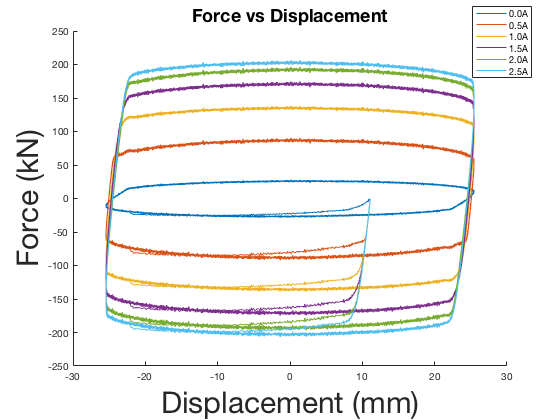 Force vs Displacement
0.0A
0.5A
1.0A
1.5A
2.0A
2.5A
250
200
150
100
50
0
-50
-100
-150
-200
-250
Force (kN)
-30 -20 -10 0 10 20 30
Displacement (mm)